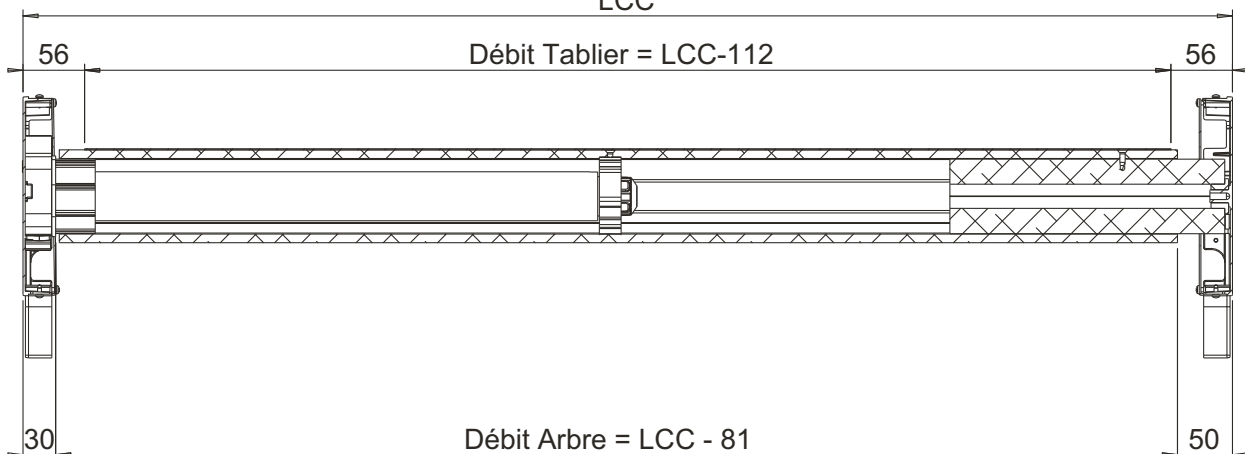 LCC
56 Débit Tablier = LCC-112 56
30 Débit Arbre = LCC - 81 50